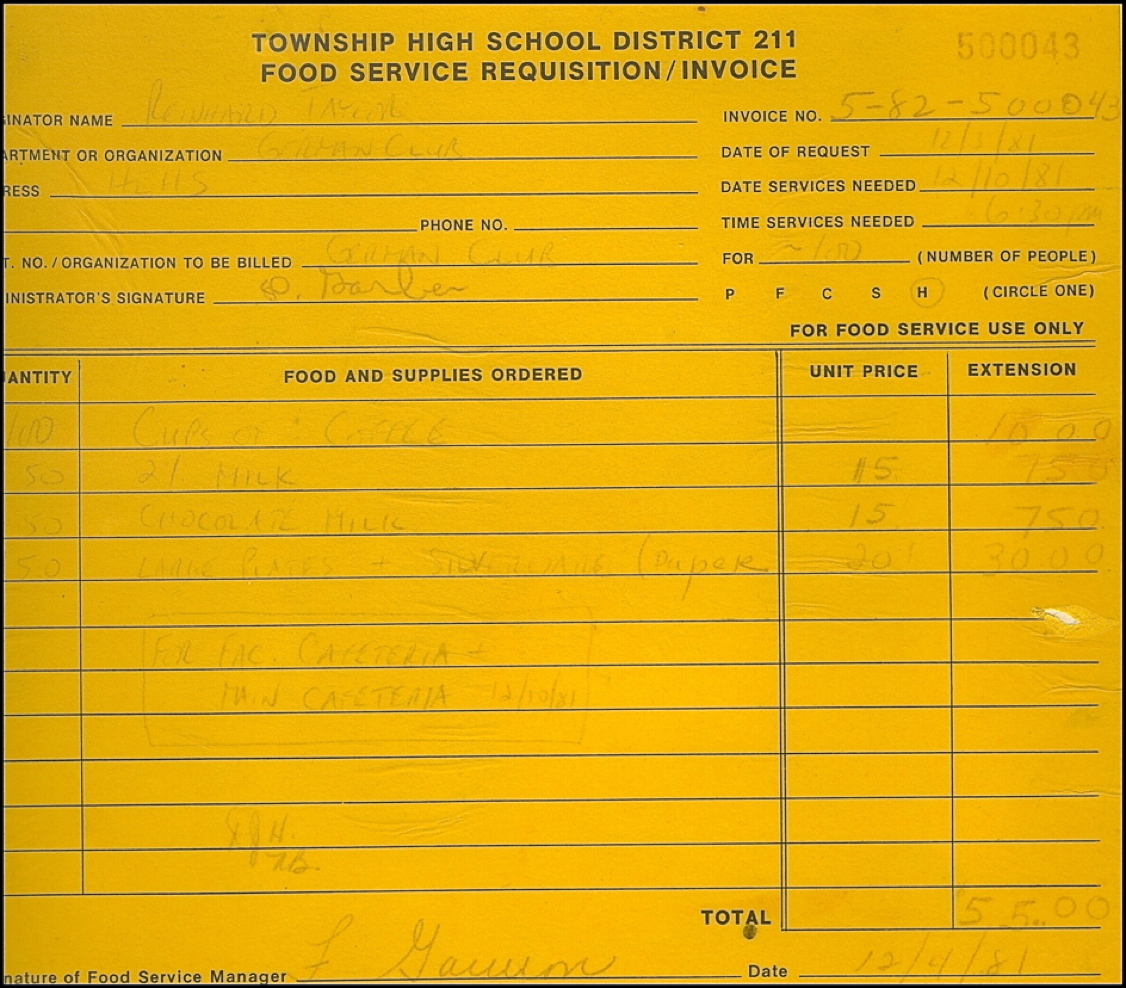 TOWNSHIP HIGH SCHOOL DISTRICT 211
500043
FOOD SERVICE REQUISITION/INVOICE
INATOR NAME REINHARD TAYLOR
INVOICE NO. 5-82-500043
ARTMENT OR ORGANIZATION GERMAN CLUB
DATE OF REQUEST 12/3/81
RESS HEHS
DATE SERVICES NEEDED 12/10/81
PHONE NO.
TIME SERVICES NEEDED 6:30 pm
T. NO./ORGANIZATION TO BE BILLED GERMAN CLUB
FOR ~100 (NUMBER OF PEOPLE)
INISTRATOR'S SIGNATURE
P F C S H (CIRCLE ONE)
FOR FOOD SERVICE USE ONLY
ANTITY FOOD AND SUPPLIES ORDERED UNIT PRICE EXTENSION
100 CUPS OF COFFEE 10 00
50 2% MILK 15 7 50
50 CHOCOLATE MILK 15 7 50
50 LARGE PLATES + SILVERWARE (Paper 20 30 00
FOR FAC. CAFETERIA +
MAIN CAFETERIA 12/10/81
TOTAL 55.00
nature of Food Service Manager Date 12/4/81